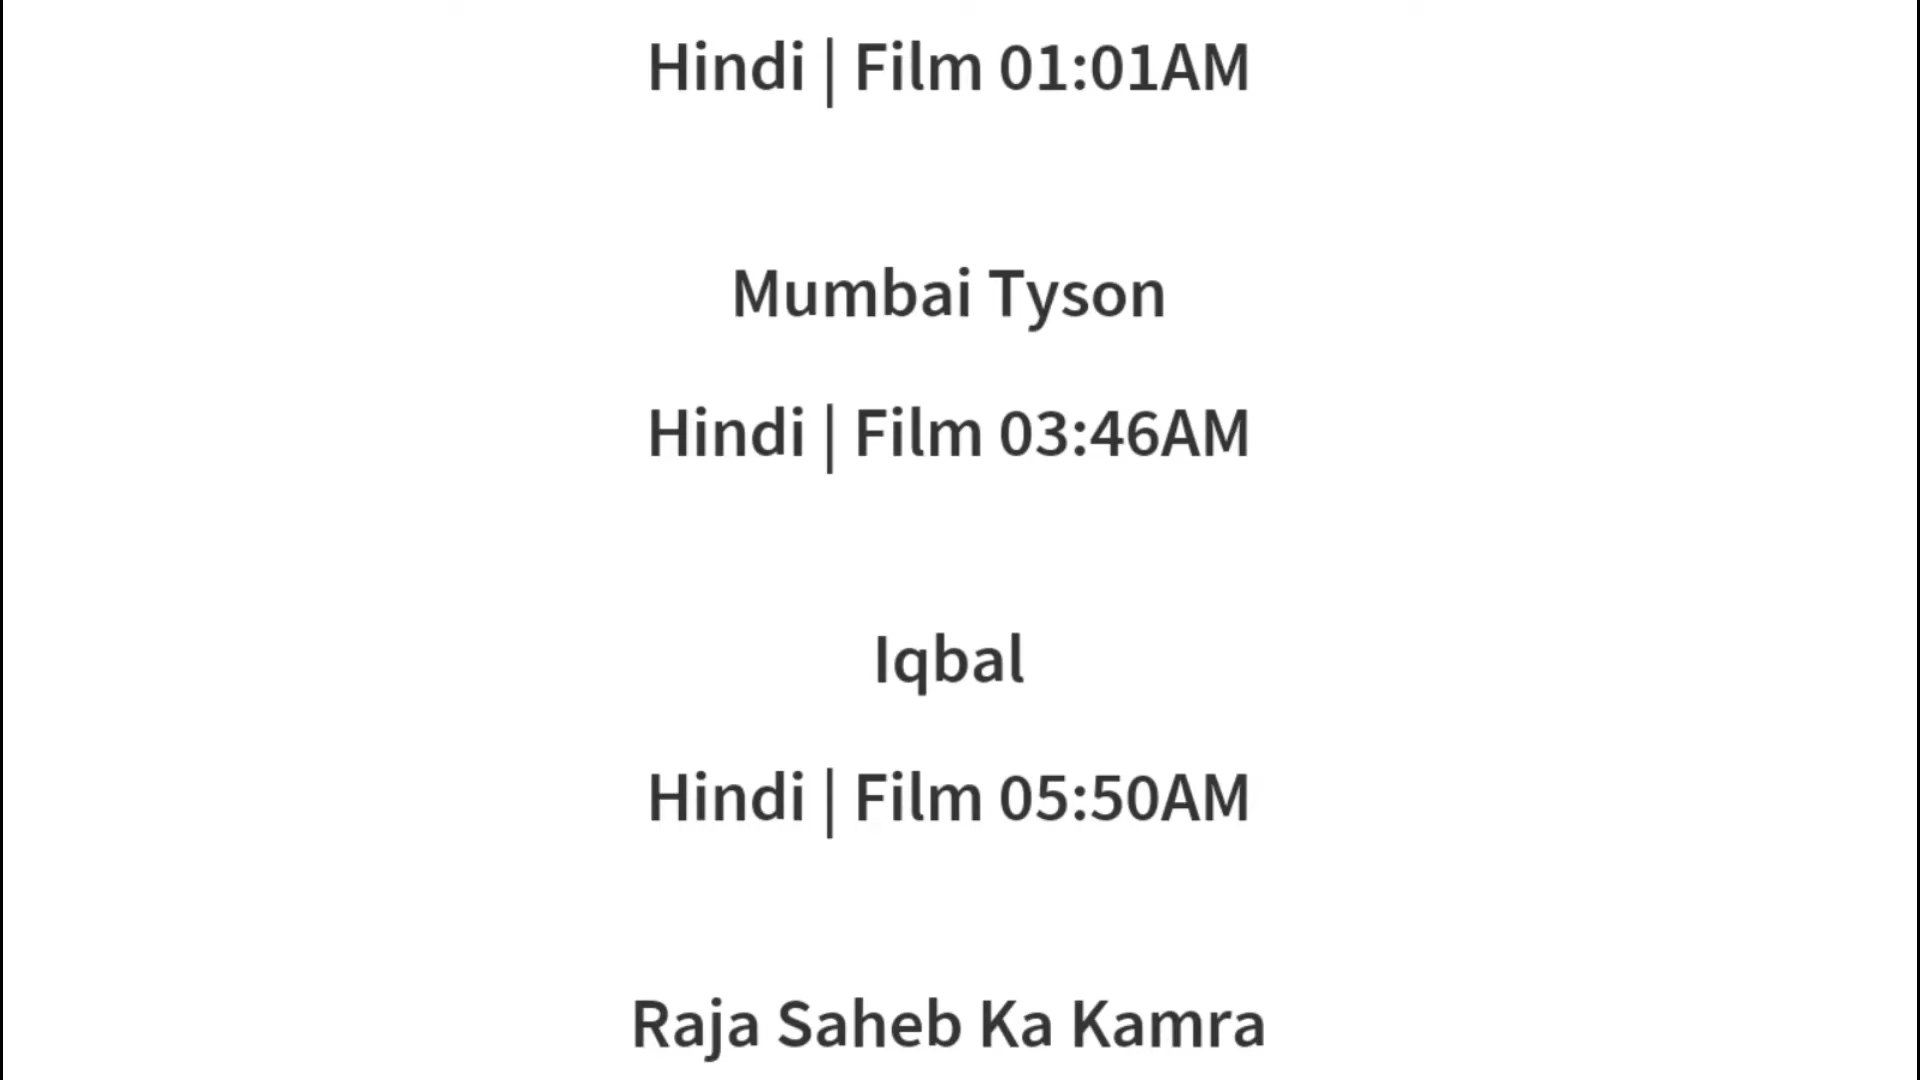 Hindi | Film 01:01AM
Mumbai Tyson
Hindi | Film 03:46AM
Iqbal
Hindi | Film 05:50AM
Raja Saheb Ka Kamra